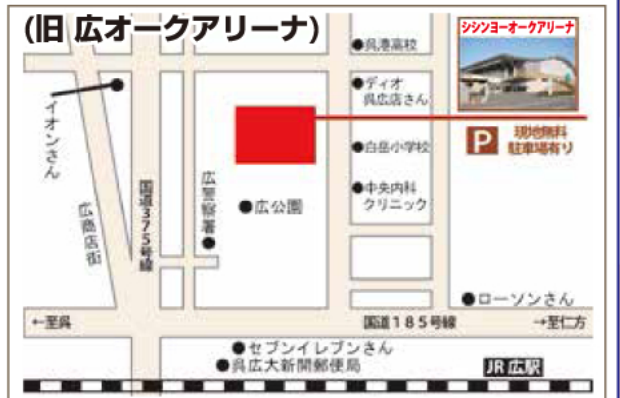 (旧 広オークアリーナ)
シシンヨーオークアリーナ
●呉港高校
●ディオ
呉広店さん
イオンさん
P 現地無料
駐車場有り
●白岳小学校
国道375号線
広警察署●
●広公園
●中央内科
クリニック
広商店街
●ローソンさん
←至呉
国道185号線
→至仁方
●セブンイレブンさん
●呉広大新開郵便局
JR広駅